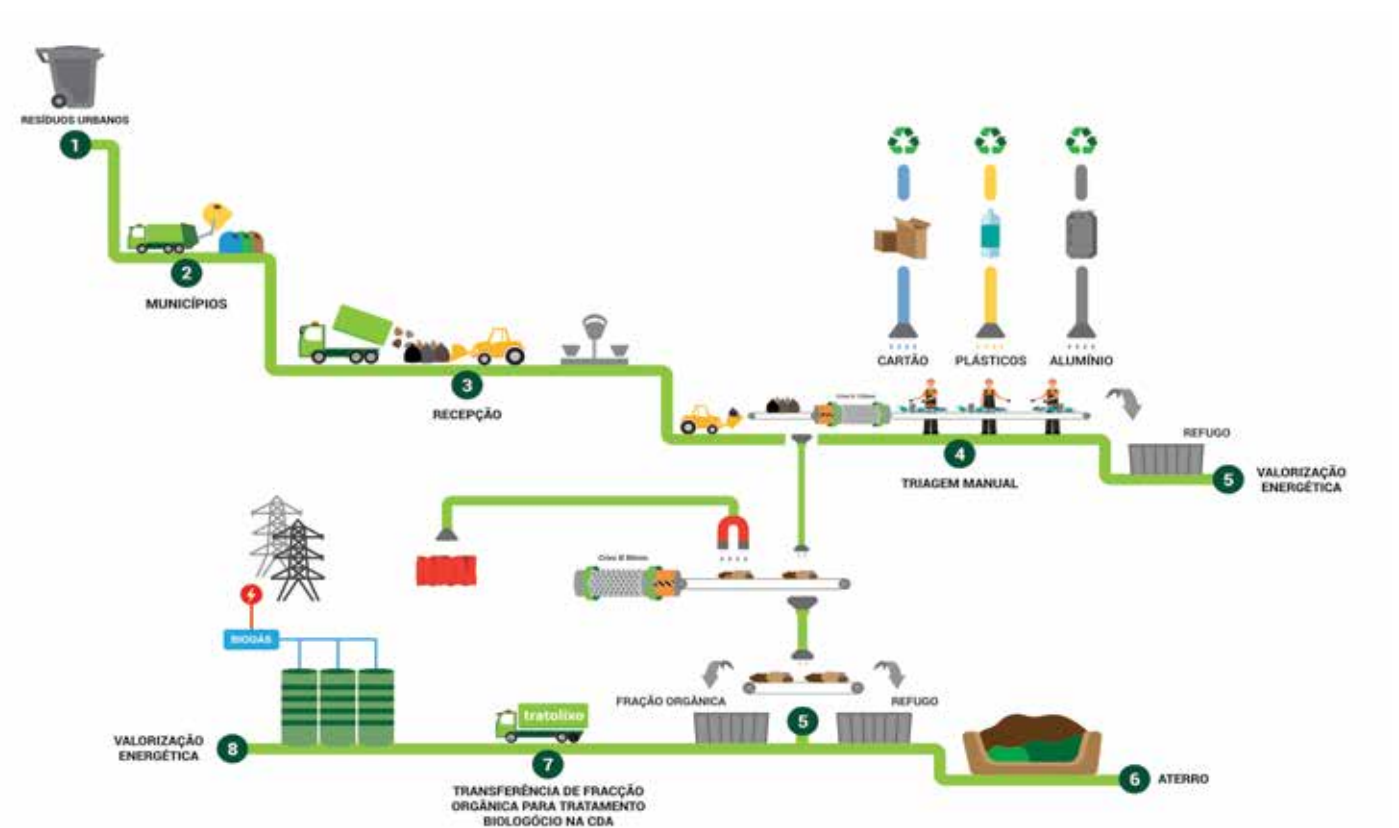 RESÍDUOS URBANOS
1
2
MUNICÍPIOS
3
RECEPÇÃO
CARTÃO
PLÁSTICOS
ALUMÍNIO
4
TRIAGEM MANUAL
REFUGO
5
VALORIZAÇÃO
ENERGÉTICA
BIOGÁS
FRAÇÃO ORGÂNICA
5
REFUGO
tratolixo
VALORIZAÇÃO
ENERGÉTICA
8
7
TRANSFERÊNCIA DE FRACÇÃO
ORGÂNICA PARA TRATAMENTO
BIOLOGÓCIO NA CDA
6
ATERRO